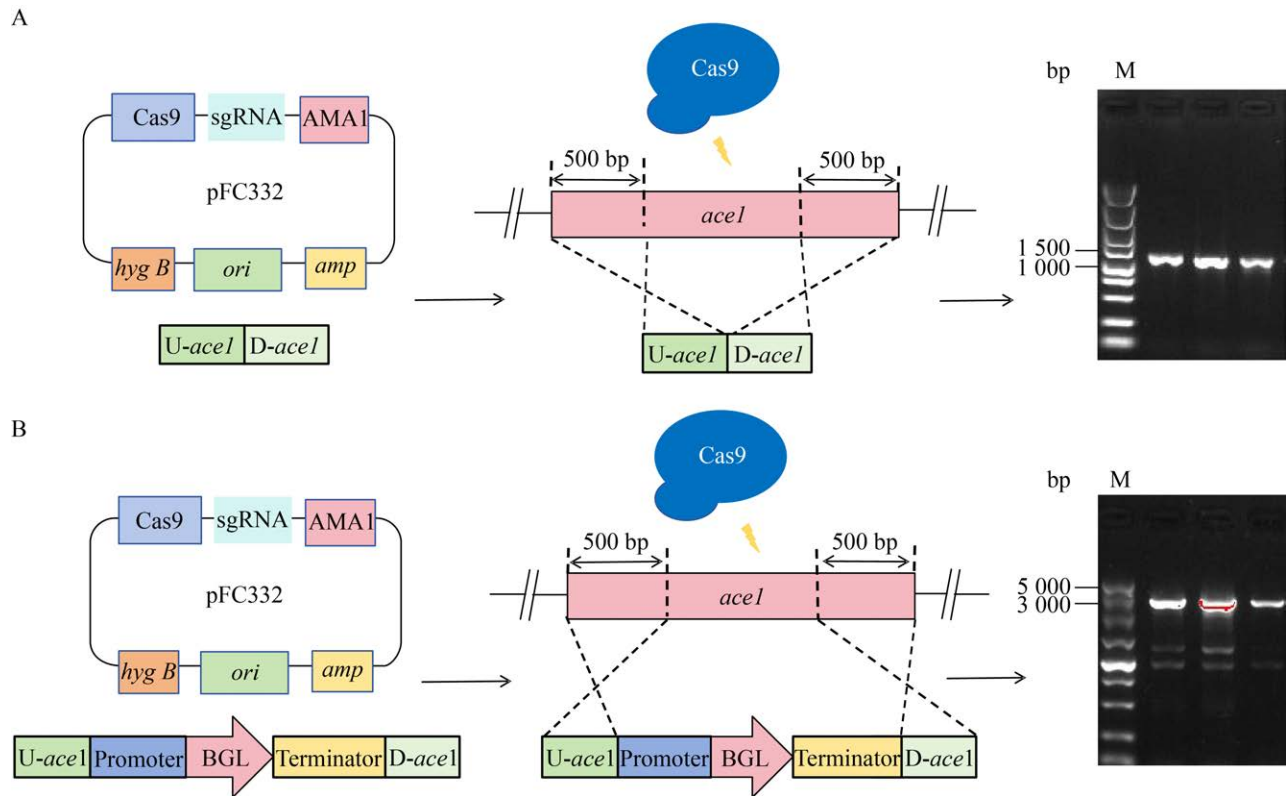 A
Cas9
sgRNA
AMA1
pFC332
hyg B
ori
amp
U-ace1
D-ace1
Cas9
500 bp
500 bp
ace1
U-ace1
D-ace1
bp
M
1 500
1 000
B
Cas9
sgRNA
AMA1
pFC332
hyg B
ori
amp
U-ace1
Promoter
BGL
Terminator
D-ace1
Cas9
500 bp
500 bp
ace1
U-ace1
Promoter
BGL
Terminator
D-ace1
bp
M
5 000
3 000